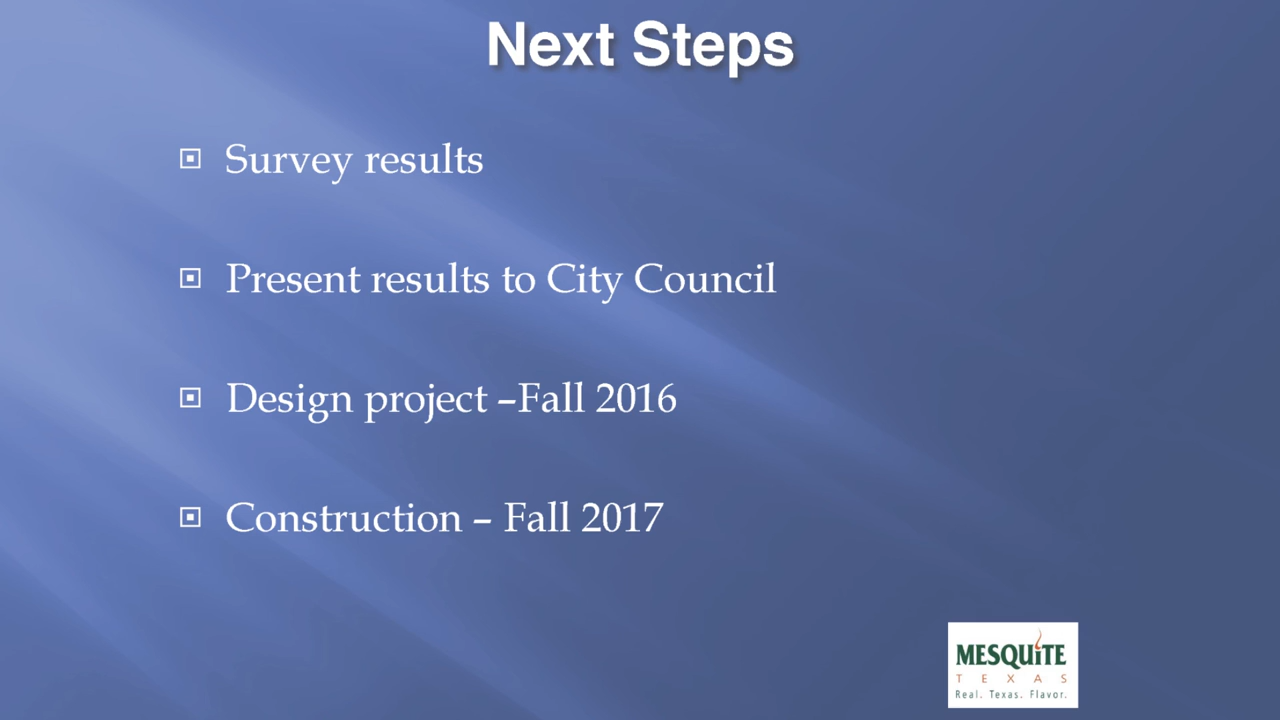 Next Steps
Survey results
Present results to City Council
Design project –Fall 2016
Construction – Fall 2017
MESQUiTE
TEXAS
Real. Texas. Flavor.